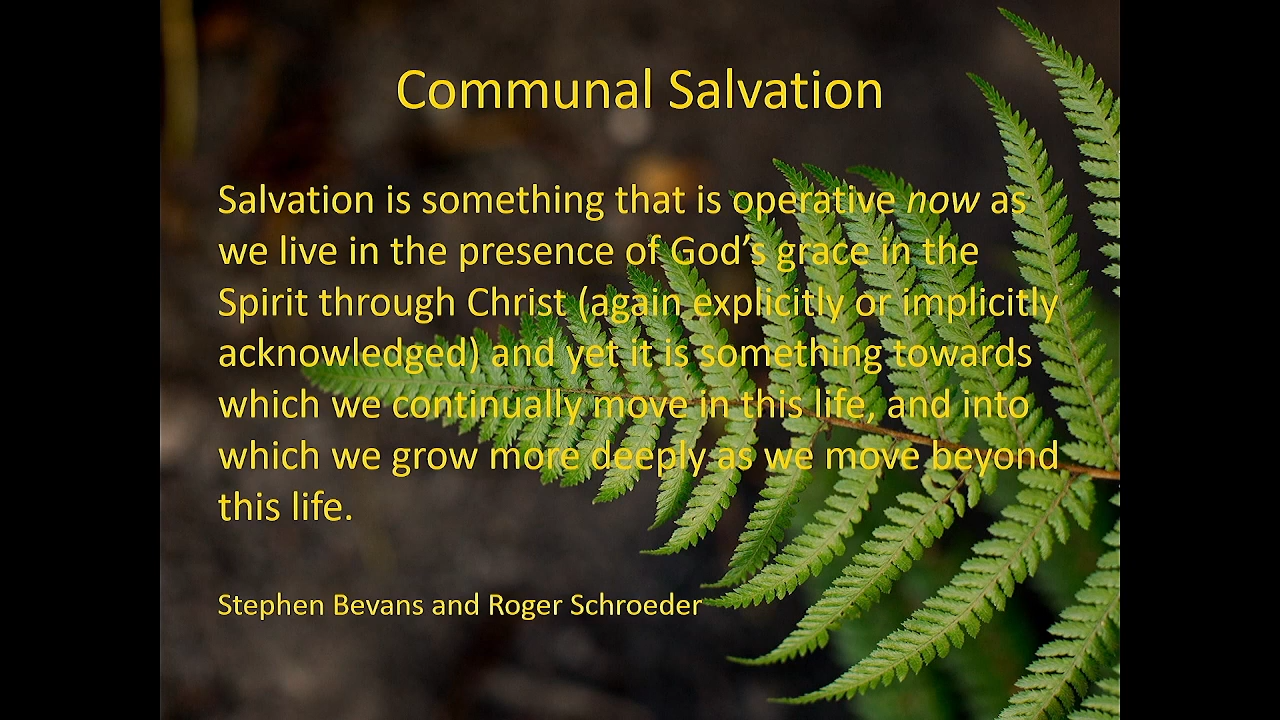 Communal Salvation
Salvation is something that is operative now as
we live in the presence of God’s grace in the
Spirit through Christ (again explicitly or implicitly
acknowledged) and yet it is something towards
which we continually move in this life, and into
which we grow more deeply as we move beyond
this life.
Stephen Bevans and Roger Schroeder